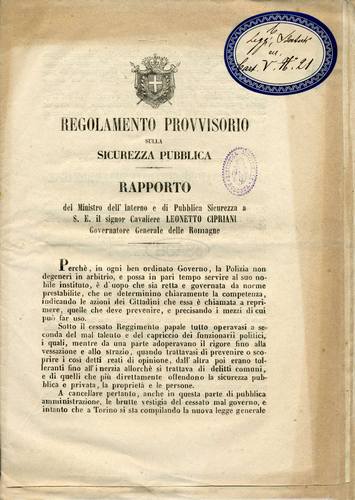 Leggi, Statuti
Cart. V. N. 21
REGOLAMENTO PROVVISORIO
SULLA
SICUREZZA PUBBLICA
RAPPORTO
del Ministro dell'Interno e di Pubblica Sicurezza a
S. E. il signor Cavaliere LEONETTO CIPRIANI
Governatore Generale delle Romagne
Perchè, in ogni ben ordinato Governo, la Polizia non
degeneri in arbitrio, e possa in pari tempo servire al suo no-
bile instituto, è d'uopo che sia retta e governata da norme
prestabilite, che ne determinino chiaramente la competenza,
indicando le azioni dei Cittadini che essa è chiamata a repri-
mere, quelle che deve prevenire, e precisando i mezzi di cui
può far uso.
Sotto il cessato Reggimento papale tutto operavasi a se-
conda del mal talento e del capriccio dei funzionarii politici,
i quali, mentre da una parte adoperavano il rigore fino alla
vessazione e allo strazio, quando trattavasi di prevenire o sco-
prire i così detti reati di opinione, dall'altra poi erano tol-
leranti fino all'inerzia allorchè si trattava di delitti comuni,
e di quelli che più direttamente offendono la sicurezza pub-
blica e privata, la proprietà e le persone.
A cancellare pertanto, anche in questa parte di pubblica
amministrazione, le brutte vestigia del cessato mal governo, e
intanto che a Torino si sta compilando la nuova legge generale